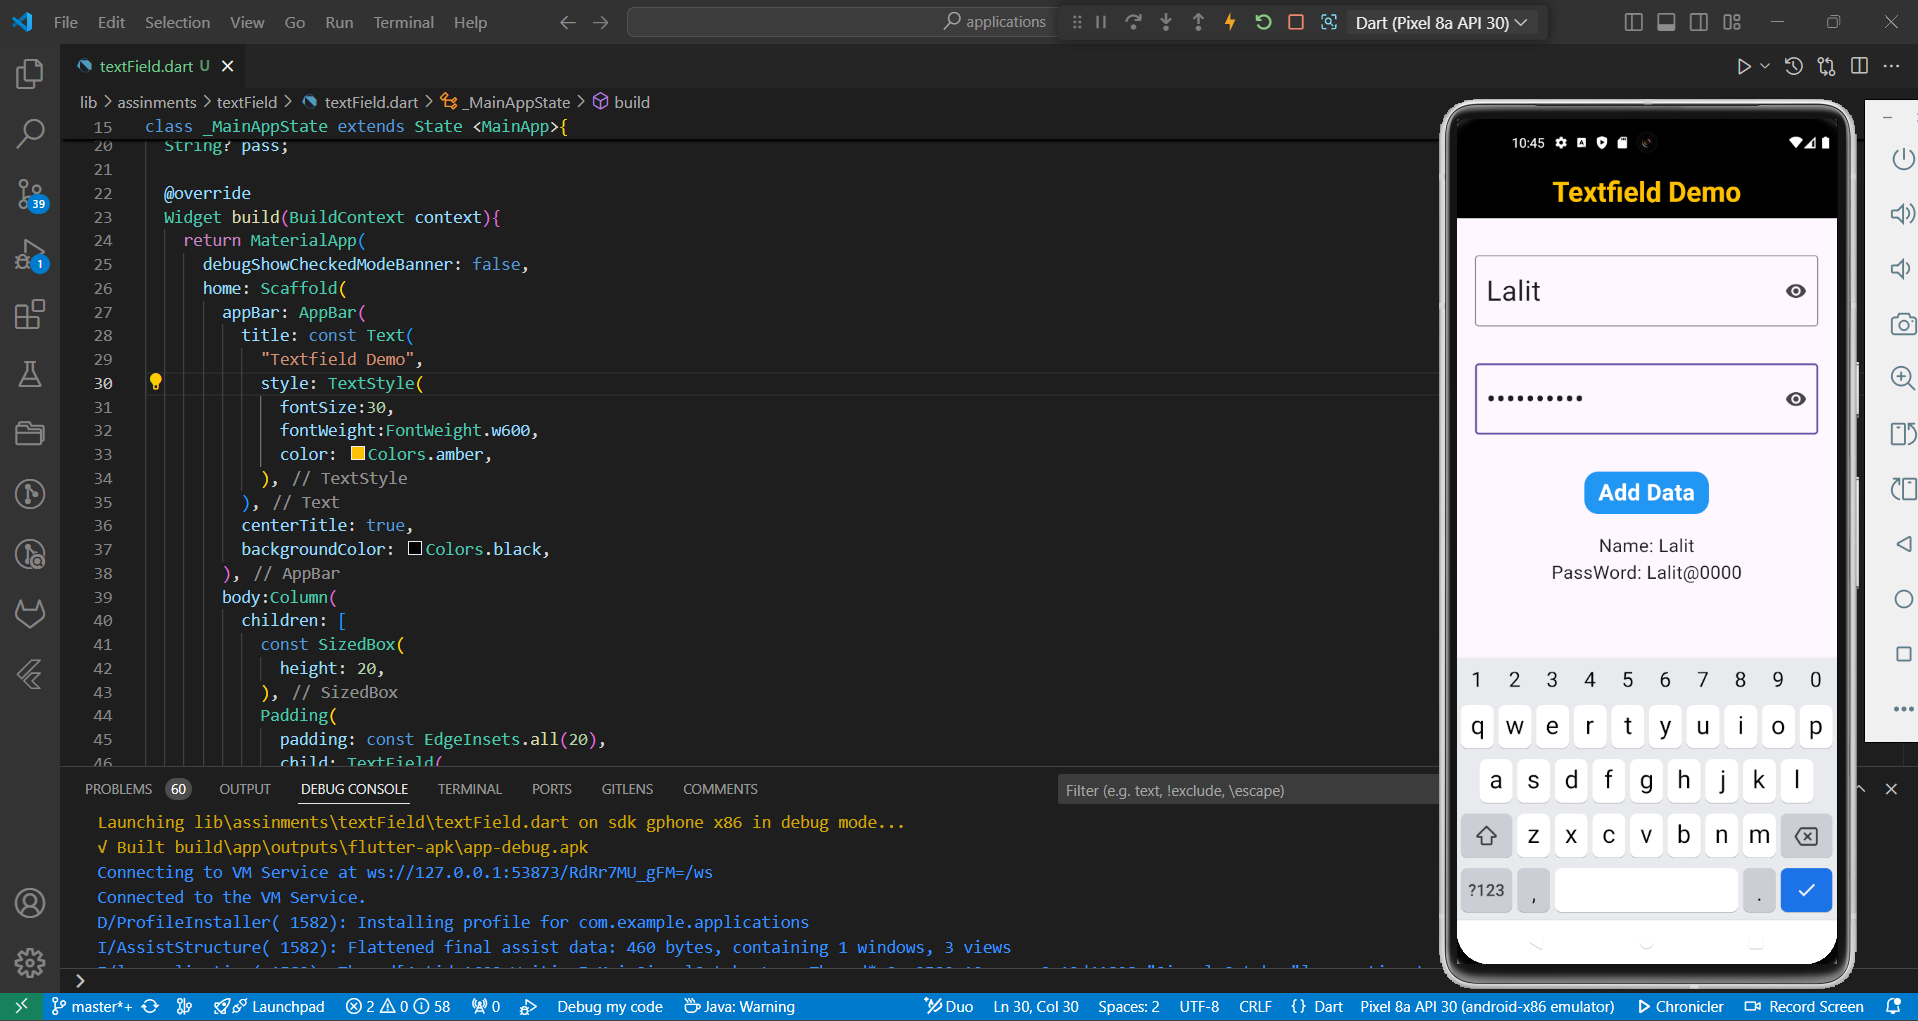 File Edit Selection View Go Run Terminal Help
applications
Dart (Pixel 8a API 30)
textField.dart U
lib > assinments > textField > textField.dart > _MainAppState > build
15 class _MainAppState extends State <MainApp>{
20 String? pass;
21
22 @override
23 Widget build(BuildContext context){
24 return MaterialApp(
25 debugShowCheckedModeBanner: false,
26 home: Scaffold(
27 appBar: AppBar(
28 title: const Text(
29 "Textfield Demo",
30 style: TextStyle(
31 fontSize:30,
32 fontWeight:FontWeight.w600,
33 color: Colors.amber,
34 ), // TextStyle
35 ), // Text
36 centerTitle: true,
37 backgroundColor: Colors.black,
38 ), // AppBar
39 body:Column(
40 children: [
41 const SizedBox(
42 height: 20,
43 ), // SizedBox
44 Padding(
45 padding: const EdgeInsets.all(20),
46 child: TextField(
39
1
PROBLEMS 60 OUTPUT DEBUG CONSOLE TERMINAL PORTS GITLENS COMMENTS
Filter (e.g. text, !exclude, \escape)
Launching lib\assinments\textField\textField.dart on sdk gphone x86 in debug mode...
√ Built build\app\outputs\flutter-apk\app-debug.apk
Connecting to VM Service at ws://127.0.0.1:53873/RdRr7MU_gFM=/ws
Connected to the VM Service.
D/ProfileInstaller( 1582): Installing profile for com.example.applications
I/AssistStructure( 1582): Flattened final assist data: 460 bytes, containing 1 windows, 3 views
10:45
Textfield Demo
Lalit
••••••••••
Add Data
Name: Lalit
PassWord: Lalit@0000
1 2 3 4 5 6 7 8 9 0
q w e r t y u i o p
a s d f g h j k l
z x c v b n m
?123 , .
master*+ Launchpad 2 0 58 0 Debug my code Java: Warning
Duo Ln 30, Col 30 Spaces: 2 UTF-8 CRLF {} Dart Pixel 8a API 30 (android-x86 emulator) Chronicler Record Screen